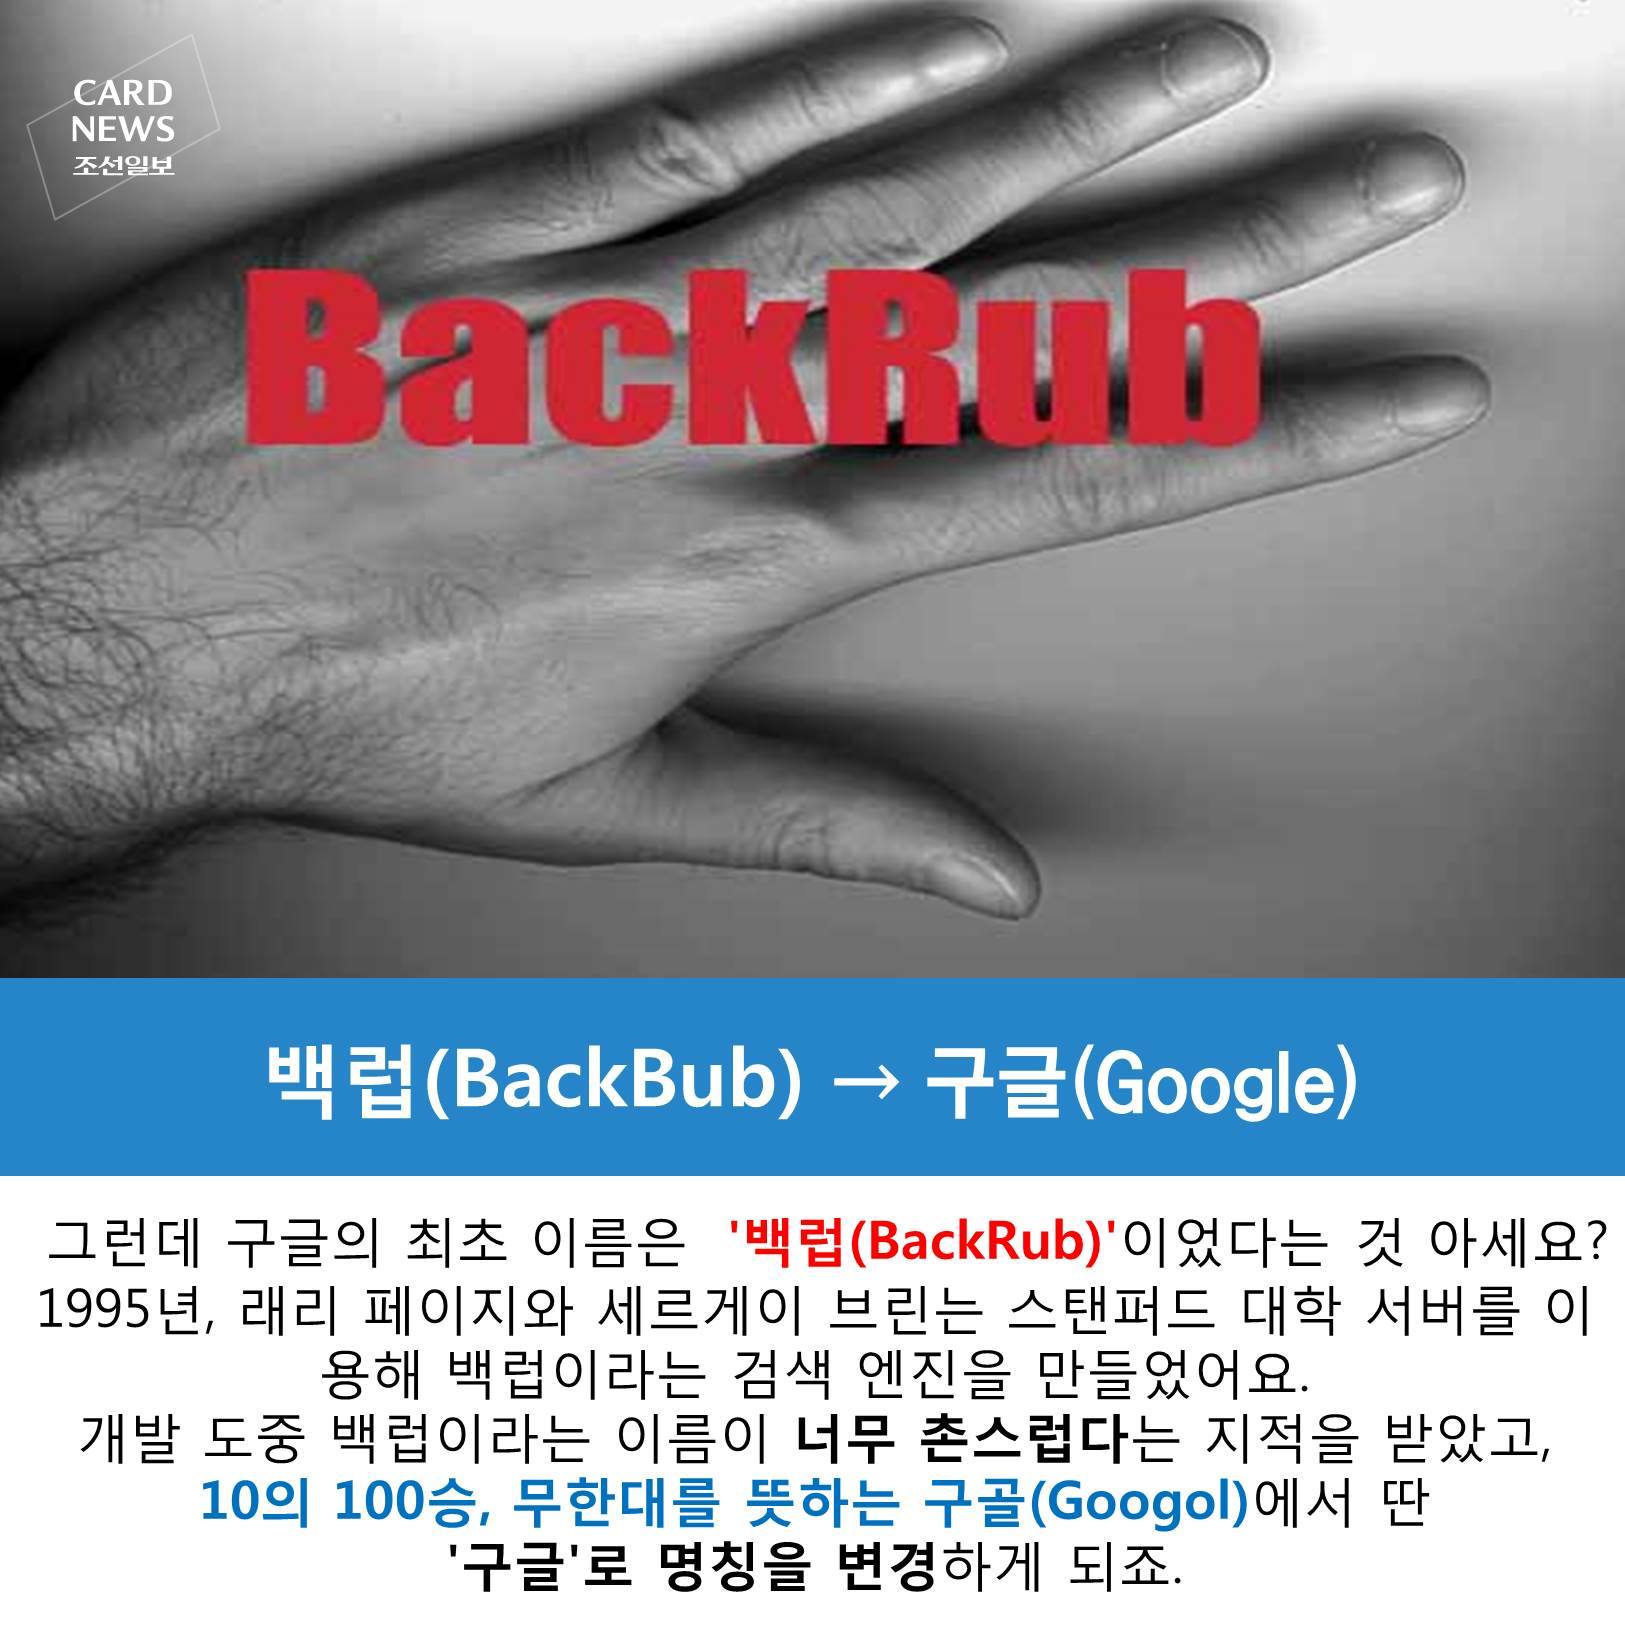 CARD
NEWS
조선일보
BackRub
백럽(BackBub) → 구글(Google)
그런데 구글의 최초 이름은 '백럽(BackRub)'이었다는 것 아세요?
1995년, 래리 페이지와 세르게이 브린는 스탠퍼드 대학 서버를 이
용해 백럽이라는 검색 엔진을 만들었어요.
개발 도중 백럽이라는 이름이 너무 촌스럽다는 지적을 받았고,
10의 100승, 무한대를 뜻하는 구골(Googol)에서 딴
'구글'로 명칭을 변경하게 되죠.